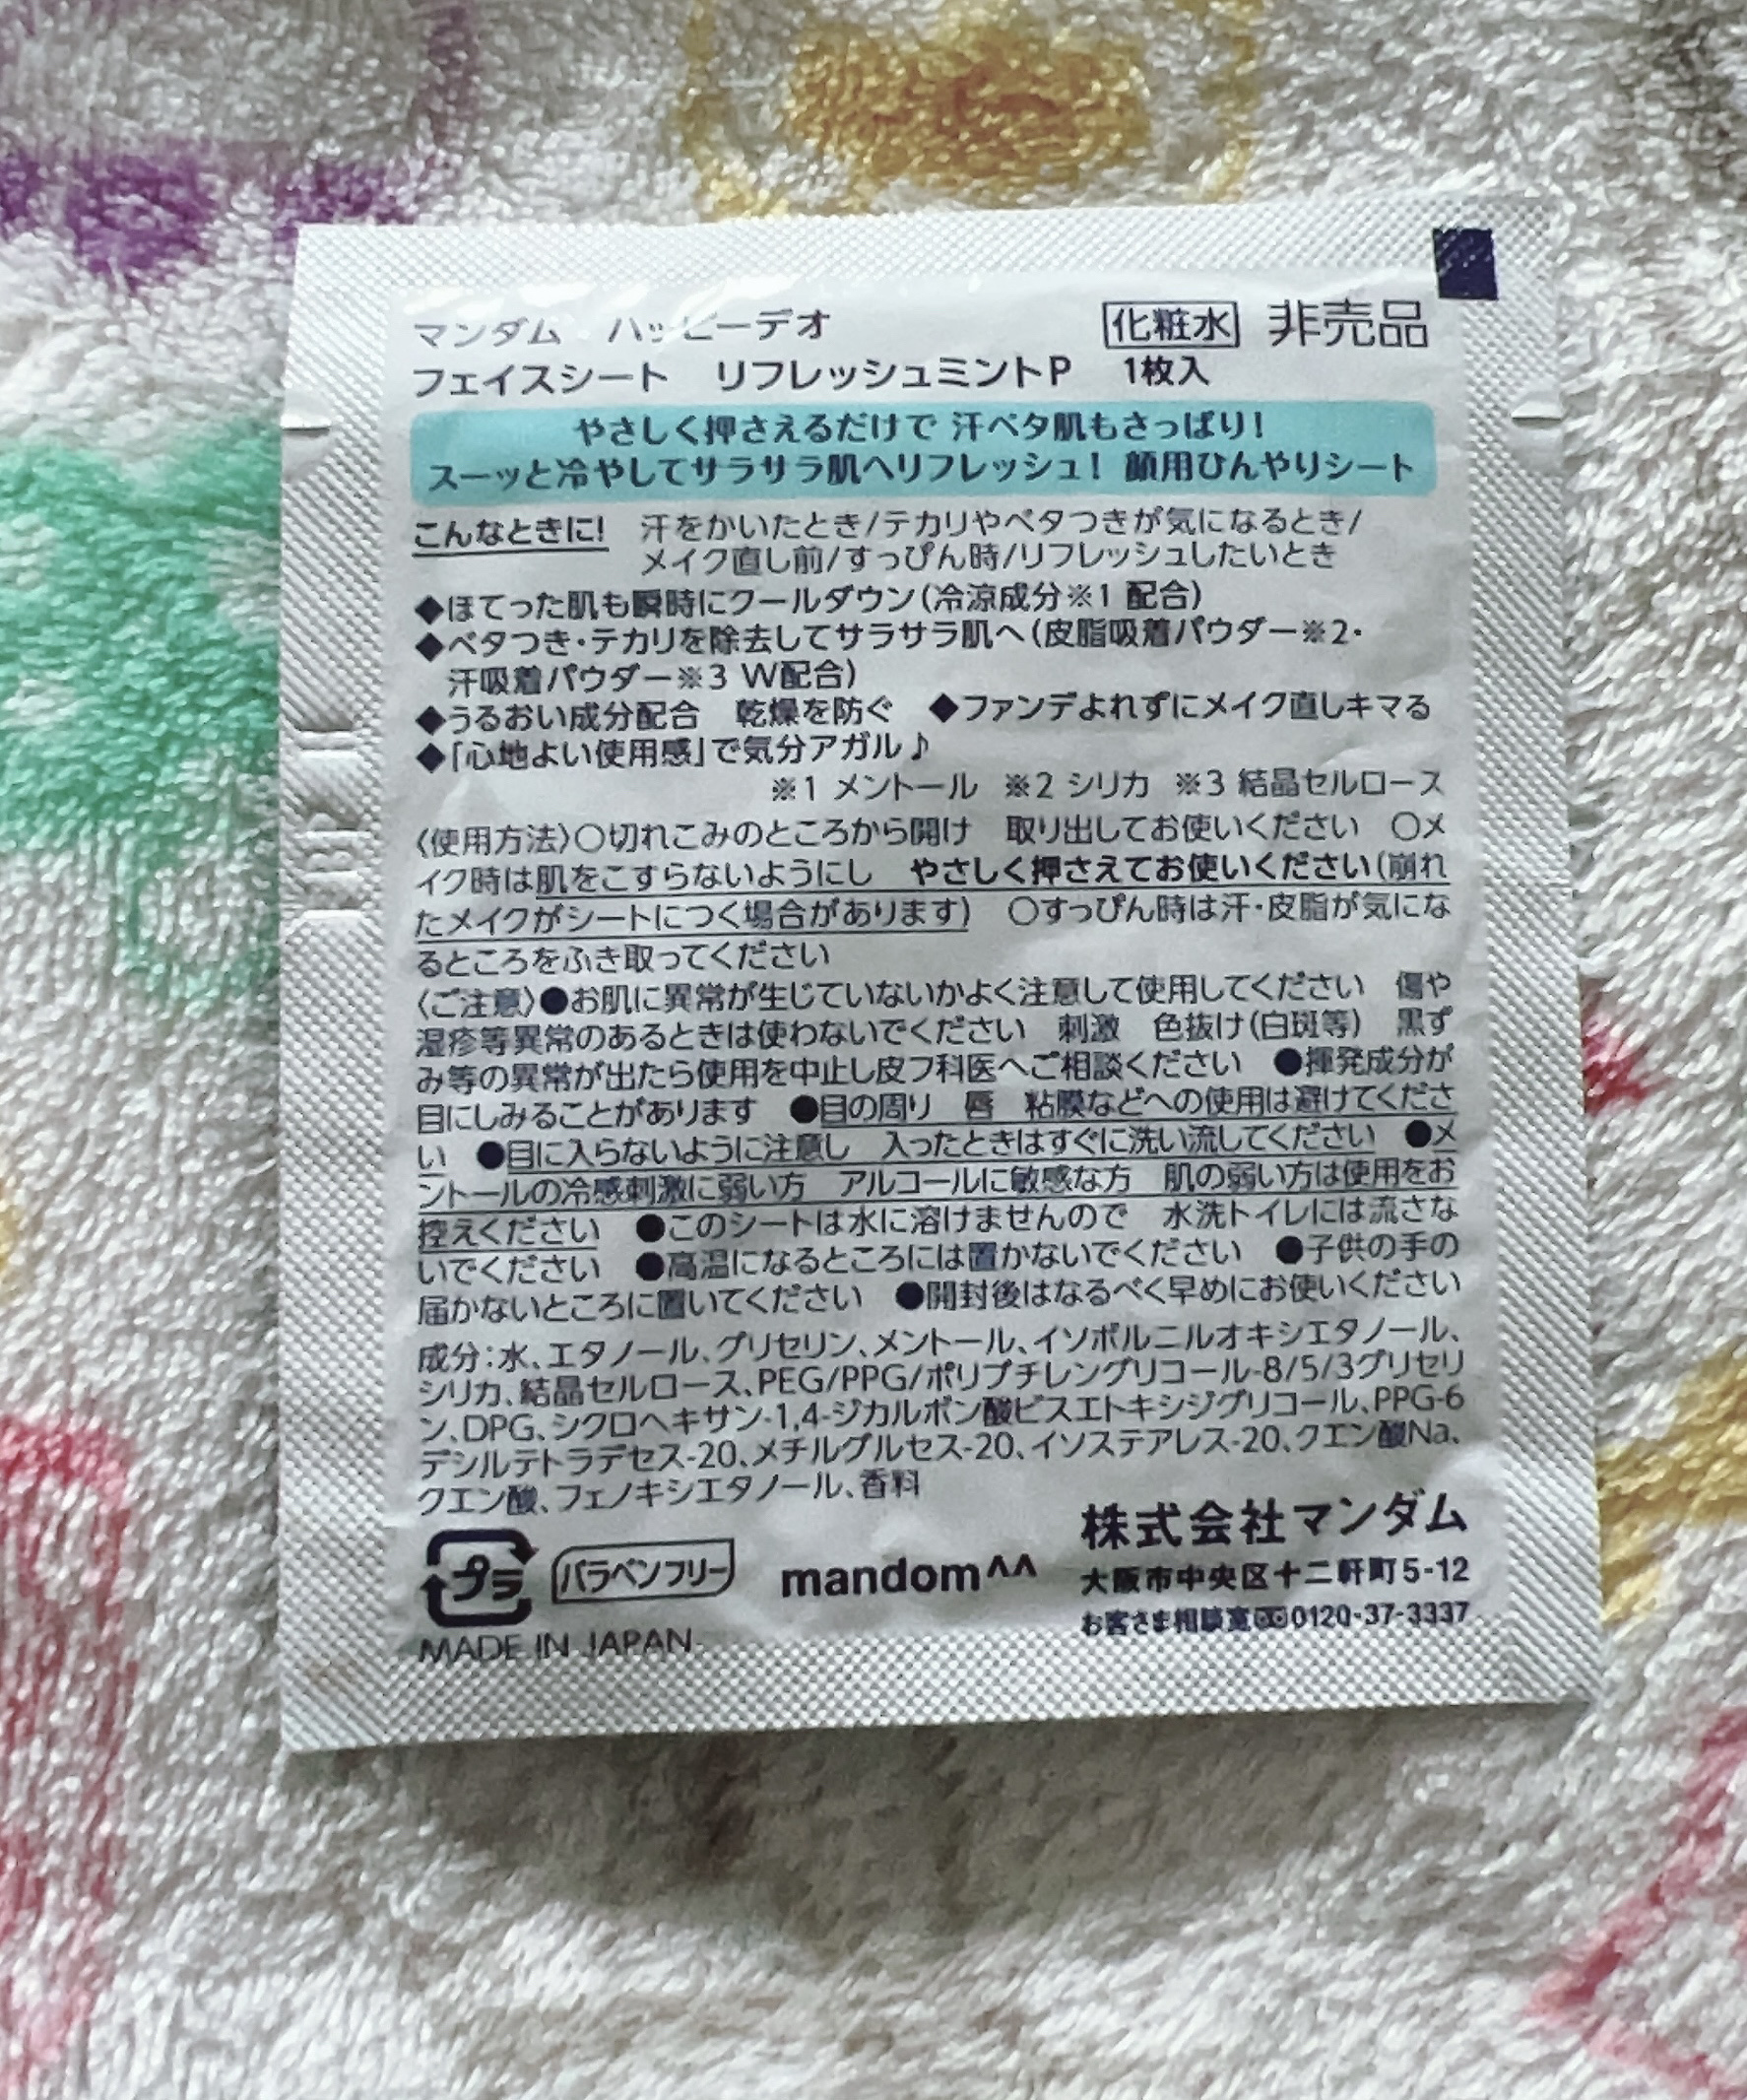 マンダム ハッピーデオ 化粧水 非売品
フェイスシート リフレッシュミントP 1枚入
やさしく押さえるだけで 汗ベタ肌もさっぱり!
スーッと冷やしてサラサラ肌へリフレッシュ! 顔用ひんやりシート
こんなときに! 汗をかいたとき/テカリやベタつきが気になるとき/
メイク直し前/すっぴん時/リフレッシュしたいとき
◆ほてった肌も瞬時にクールダウン(冷涼成分※1 配合)
◆ベタつき・テカリを除去してサラサラ肌へ(皮脂吸着パウダー※2・
汗吸着パウダー※3 W配合)
◆うるおい成分配合 乾燥を防ぐ ◆ファンデよれずにメイク直しキマる
◆「心地よい使用感」で気分アガル♪
※1 メントール ※2 シリカ ※3 結晶セルロース
〈使用方法〉○切れこみのところから開け 取り出してお使いください ○メ
イク時は肌をこすらないようにし やさしく押さえてお使いください(崩れ
たメイクがシートにつく場合があります) ○すっぴん時は汗・皮脂が気にな
るところをふき取ってください
〈ご注意〉●お肌に異常が生じていないかよく注意して使用してください 傷や
湿疹等異常のあるときは使わないでください 刺激 色抜け(白斑等) 黒ず
み等の異常が出たら使用を中止し皮フ科医へご相談ください ●揮発成分が
目にしみることがあります ●目の周り 唇 粘膜などへの使用は避けてくださ
い ●目に入らないように注意し 入ったときはすぐに洗い流してください ●メ
ントールの冷感刺激に弱い方 アルコールに敏感な方 肌の弱い方は使用をお
控えください ●このシートは水に溶けませんので 水洗トイレには流さな
いでください ●高温になるところには置かないでください ●子供の手の
届かないところに置いてください ●開封後はなるべく早めにお使いください
成分:水、エタノール、グリセリン、メントール、イソボルニルオキシエタノール、
シリカ、結晶セルロース、PEG/PPG/ポリブチレングリコール-8/5/3グリセリ
ン、DPG、シクロヘキサン-1,4-ジカルボン酸ビスエトキシジグリコール、PPG-6
デシルテトラデセス-20、メチルグルセス-20、イソステアレス-20、クエン酸Na、
クエン酸、フェノキシエタノール、香料
プラ パラベンフリー mandom^^ 株式会社マンダム
大阪市中央区十二軒町5-12
お客さま相談室 0120-37-3337
MADE IN JAPAN